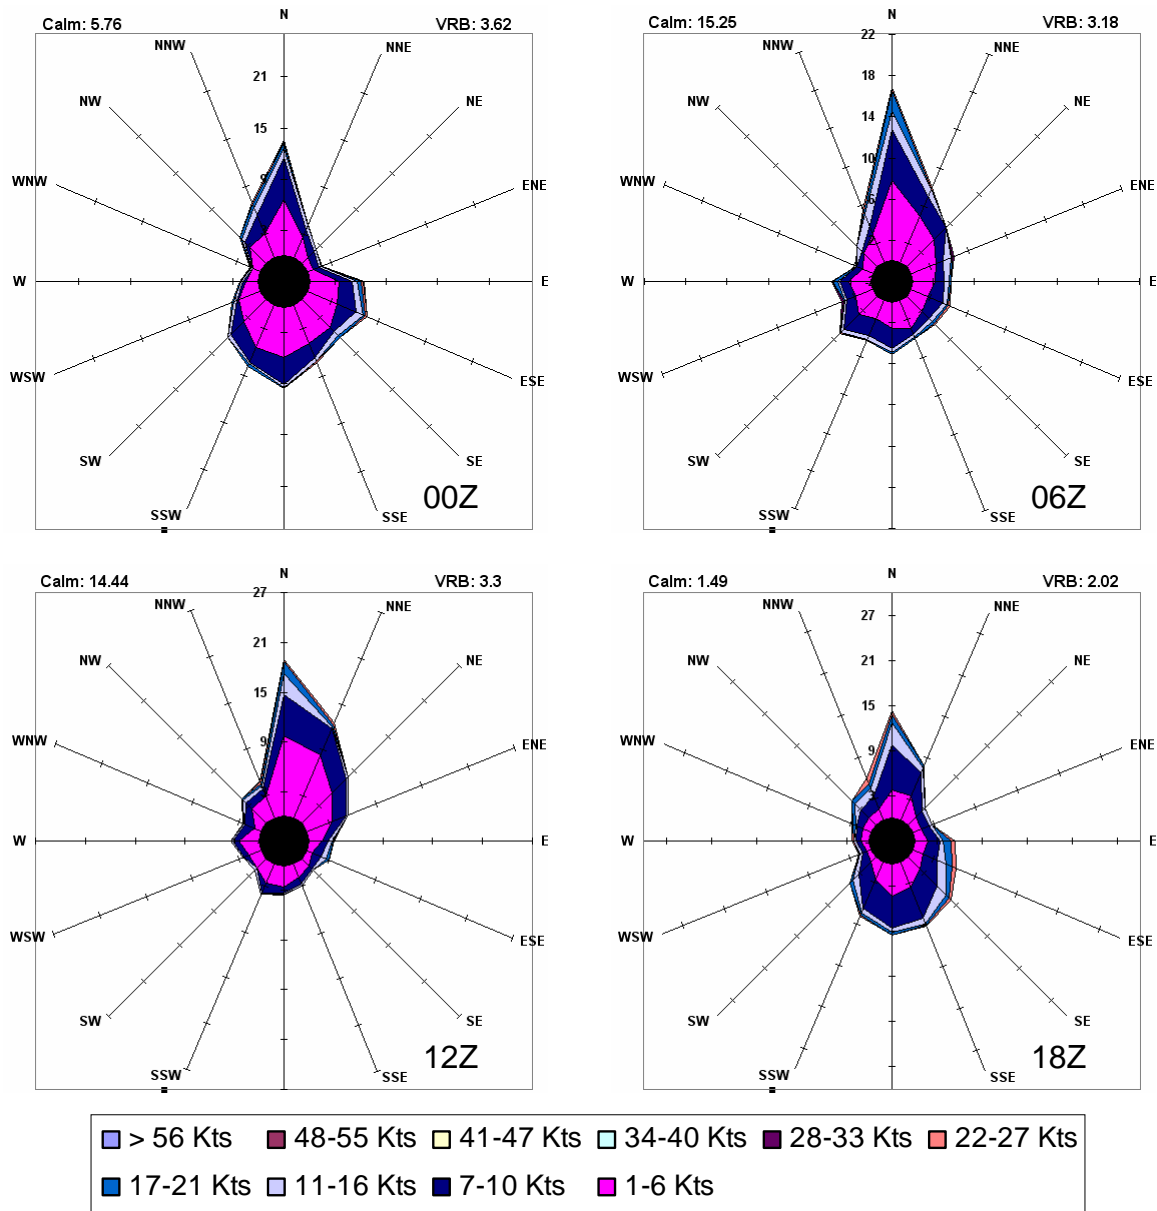 Calm: 5.76 N VRB: 3.62
NNW NNE
21
NW NE
15
9
WNW ENE
W E
WSW ESE
SW SE
00Z
SSW SSE
Calm: 15.25 N VRB: 3.18
22
NNW NNE
18
NW NE
14
10
WNW ENE
6
2
W E
WSW ESE
SW SE
06Z
SSW SSE
Calm: 14.44 N VRB: 3.3
27
NNW NNE
21
NW NE
15
9
WNW ENE
W E
WSW ESE
SW SE
12Z
SSW SSE
Calm: 1.49 N VRB: 2.02
27
NNW NNE
21
NW NE
15
9
WNW ENE
3
W E
WSW ESE
SW SE
18Z
SSW SSE
> 56 Kts 48-55 Kts 41-47 Kts 34-40 Kts 28-33 Kts 22-27 Kts
17-21 Kts 11-16 Kts 7-10 Kts 1-6 Kts